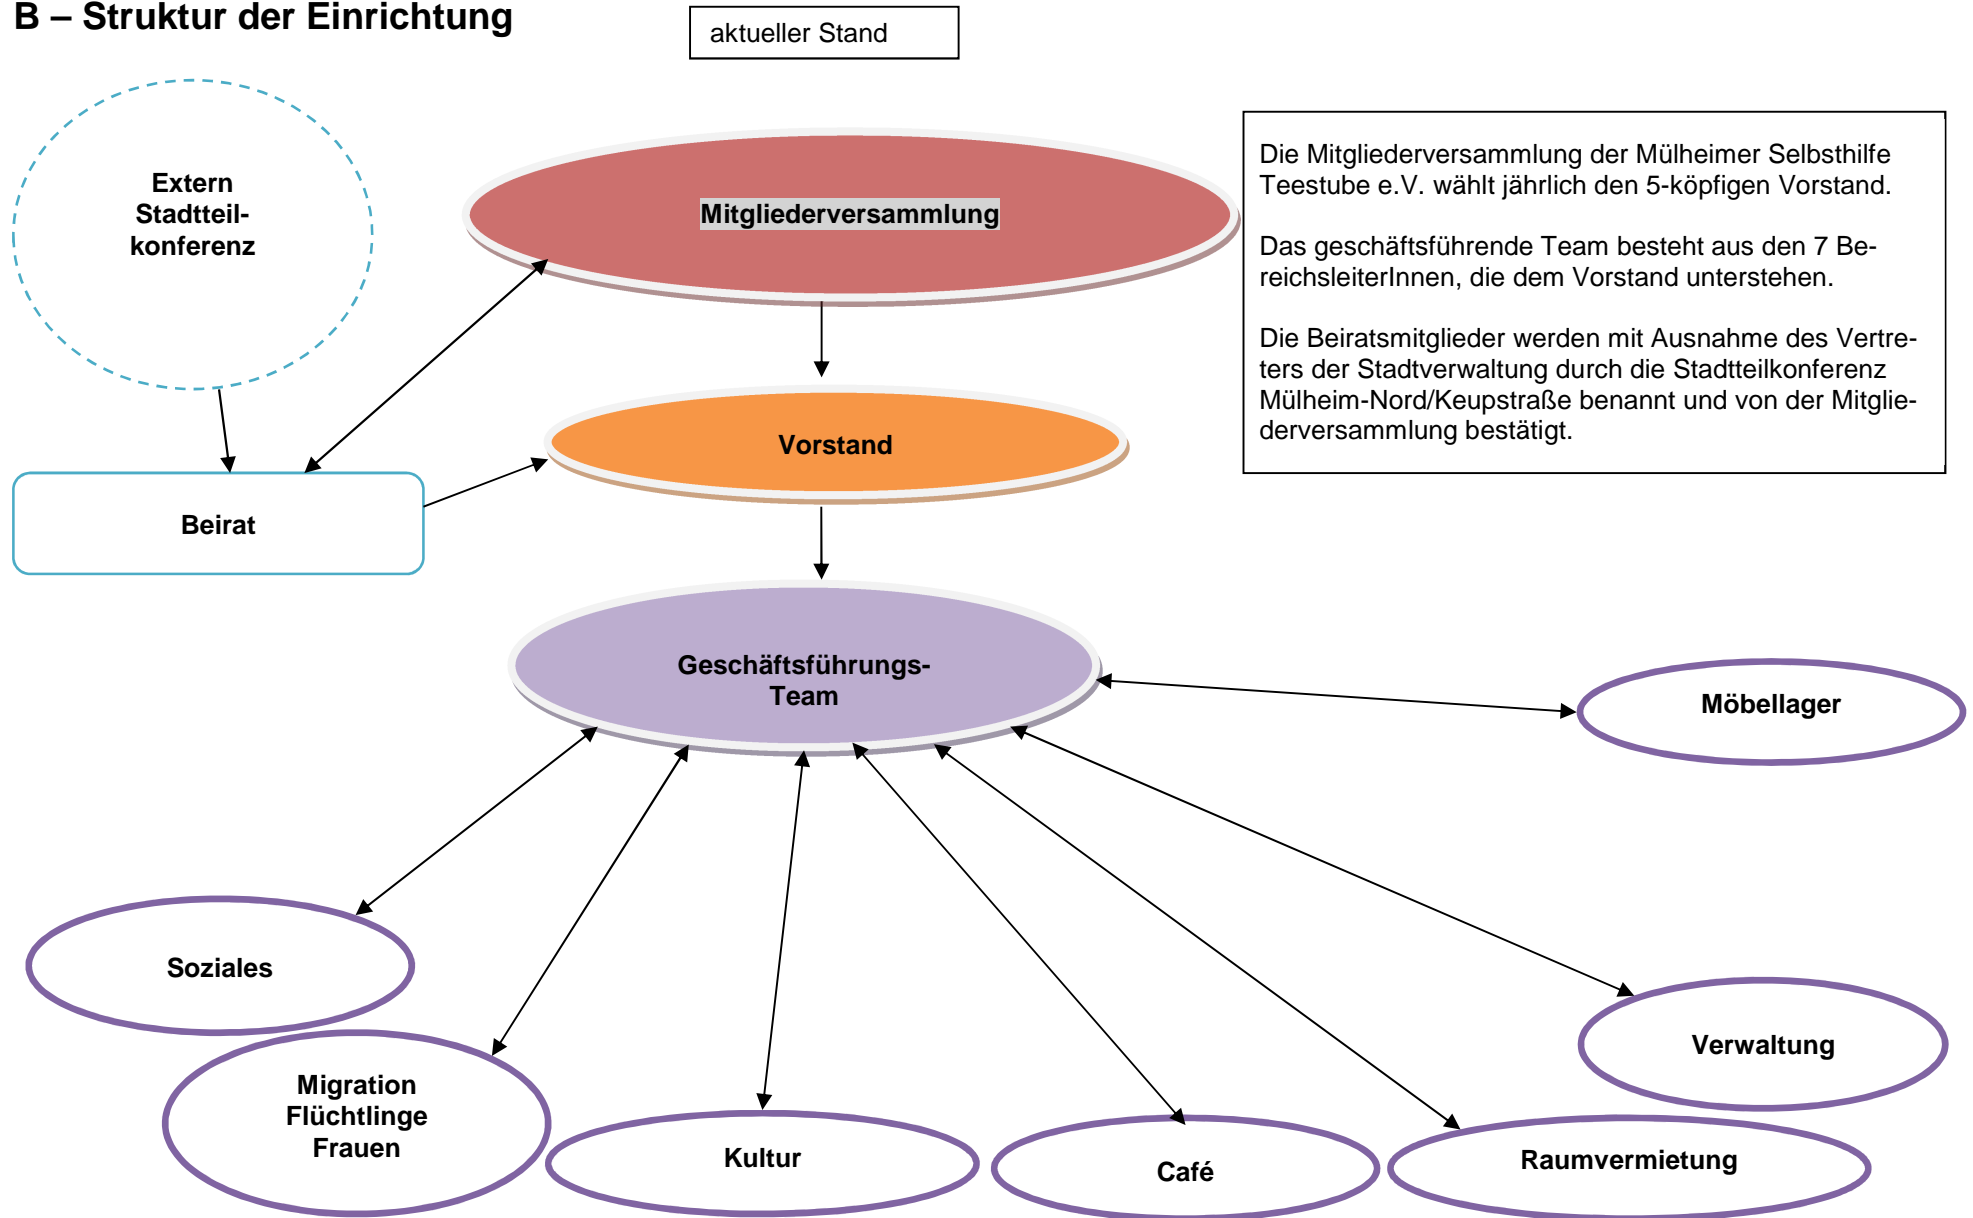 B – Struktur der Einrichtung
aktueller Stand
Extern
Stadtteil-
konferenz
Mitgliederversammlung
Die Mitgliederversammlung der Mülheimer Selbsthilfe
Teestube e.V. wählt jährlich den 5-köpfigen Vorstand.
Das geschäftsführende Team besteht aus den 7 Be-
reichsleiterInnen, die dem Vorstand unterstehen.
Die Beiratsmitglieder werden mit Ausnahme des Vertre-
ters der Stadtverwaltung durch die Stadtteilkonferenz
Mülheim-Nord/Keupstraße benannt und von der Mitglie-
derversammlung bestätigt.
Vorstand
Beirat
Geschäftsführungs-
Team
Möbellager
Soziales
Migration
Flüchtlinge
Frauen
Kultur
Café
Raumvermietung
Verwaltung